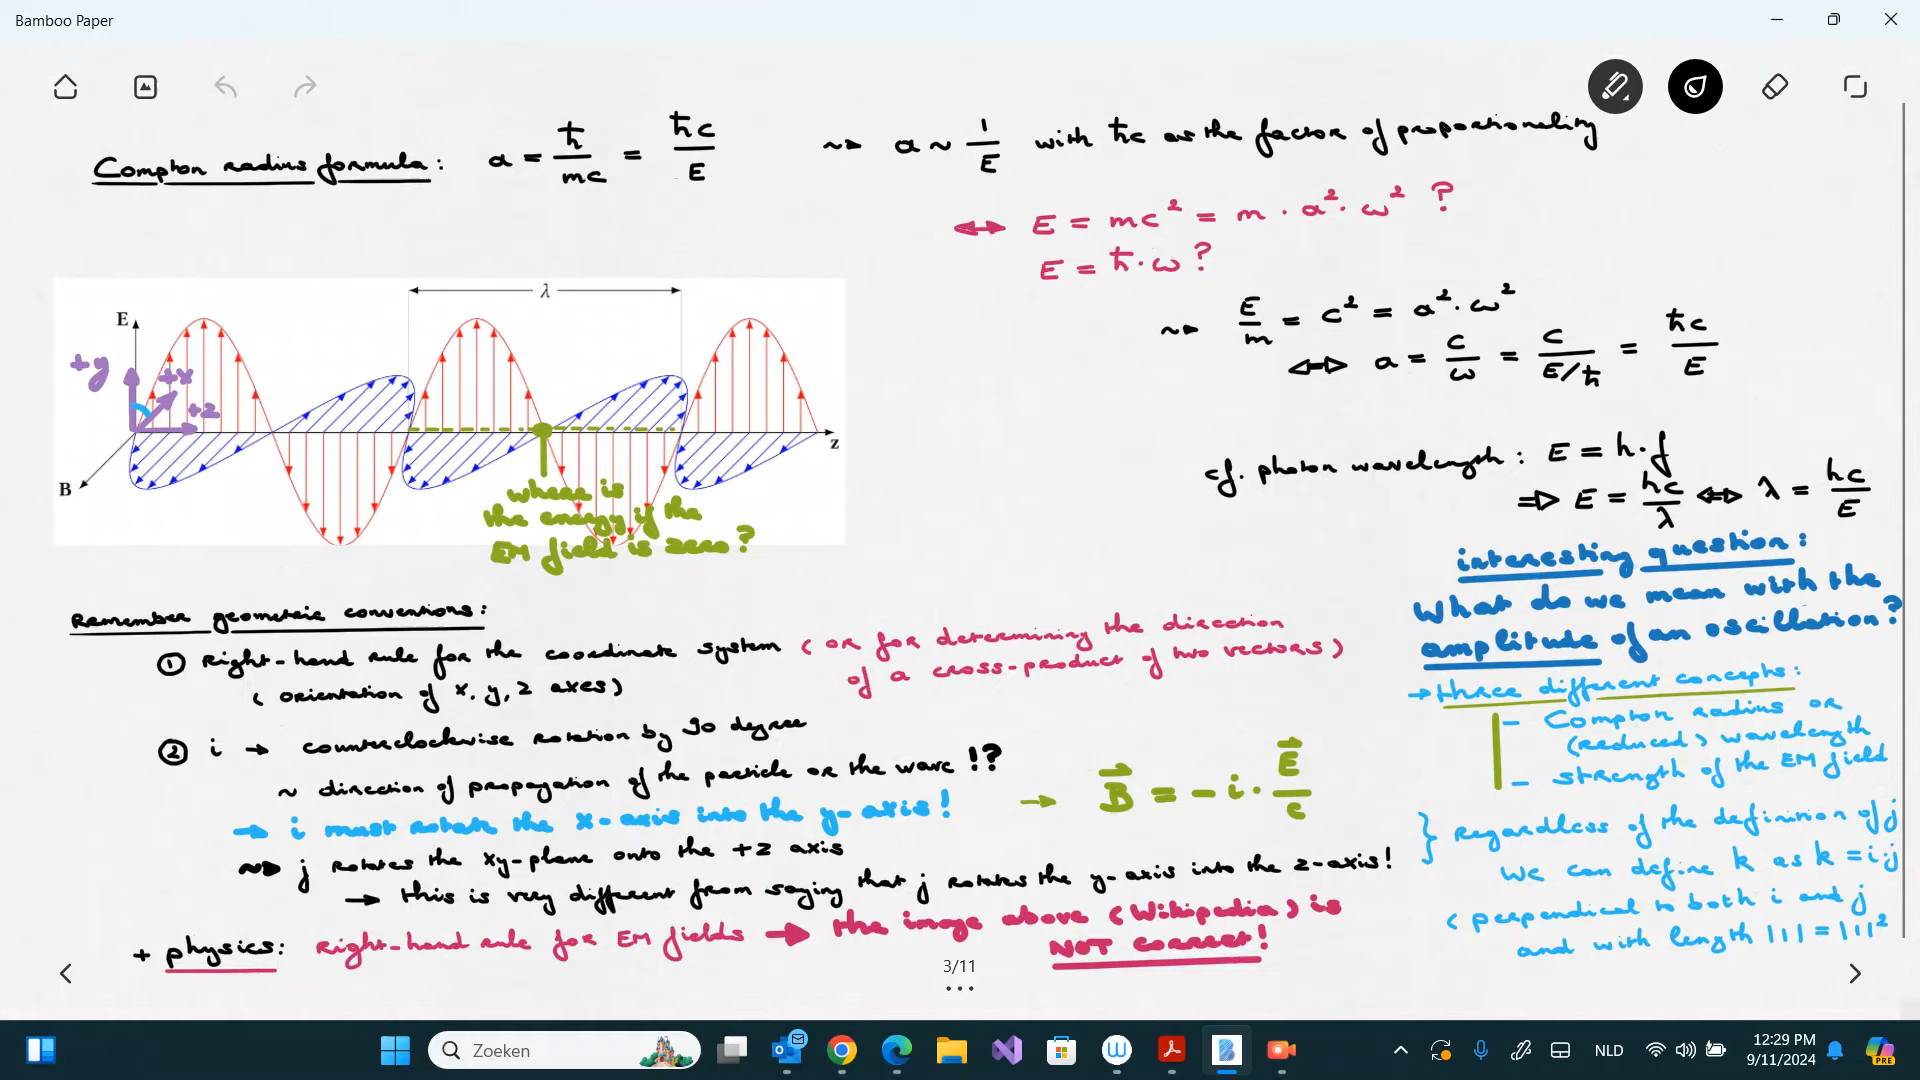 Bamboo Paper
Compton radius formula: a = ħ/mc = ħc/E ⇝ a ~ 1/E with ħc as the factor of proportionality
⟷ E = mc² = m · a² · ω² ?
E = ħ · ω ?
⇝ E/m = c² = a² · ω²
⟺ a = c/ω = c/(E/ħ) = ħc/E
λ
E
+y
+x
+z
z
B
where is
the energy if the
EM field is zero?
cf. photon wavelength: E = h · f
⇒ E = hc/λ ⟺ λ = hc/E
interesting question:
What do we mean with the
amplitude of an oscillation?
→ three different concepts:
- Compton radius or
(reduced) wavelength
- strength of the EM field
} Regardless of the definition of j
we can define k as k = i·j
( perpendical to both i and j
and with length |1| = |1|²
Remember geometric conventions:
① Right-hand rule for the coordinate system (or for determining the direction
of a cross-product of two vectors)
(orientation of x, y, z axes)
② i → counterclockwise rotation by 90 degree
~ direction of propagation of the particle or the wave !?
→ i must rotate the x-axis into the y-axis!
→ B⃗ = - i · E⃗/c
⇝ j rotates the xy-plane onto the +z axis
→ this is very different from saying that j rotates the y-axis into the z-axis!
+ physics: Right-hand rule for EM fields → the image above (Wikipedia) is
NOT correct!
3/11
Zoeken
NLD
12:29 PM
9/11/2024
PRE